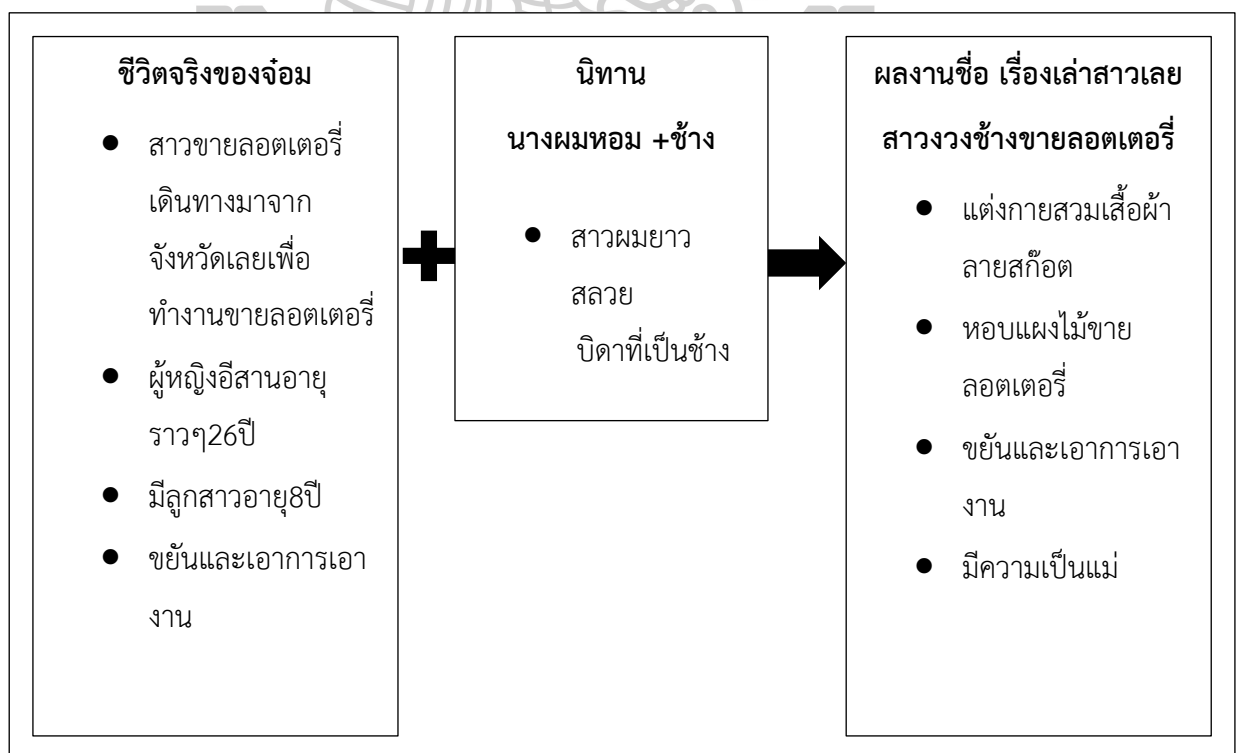 ชีวิตจริงของจ๋อม
● สาวขายลอตเตอรี่
เดินทางมาจาก
จังหวัดเลยเพื่อ
ทำงานขายลอตเตอรี่
● ผู้หญิงอีสานอายุ
ราวๆ26ปี
● มีลูกสาวอายุ8ปี
● ขยันและเอาการเอา
งาน
นิทาน
นางผมหอม +ช้าง
● สาวผมยาว
สลวย
บิดาที่เป็นช้าง
ผลงานชื่อ เรื่องเล่าสาวเลย
สาวงวงช้างขายลอตเตอรี่
● แต่งกายสวมเสื้อผ้า
ลายสก๊อต
● หอบแผงไม้ขาย
ลอตเตอรี่
● ขยันและเอาการเอา
งาน
● มีความเป็นแม่